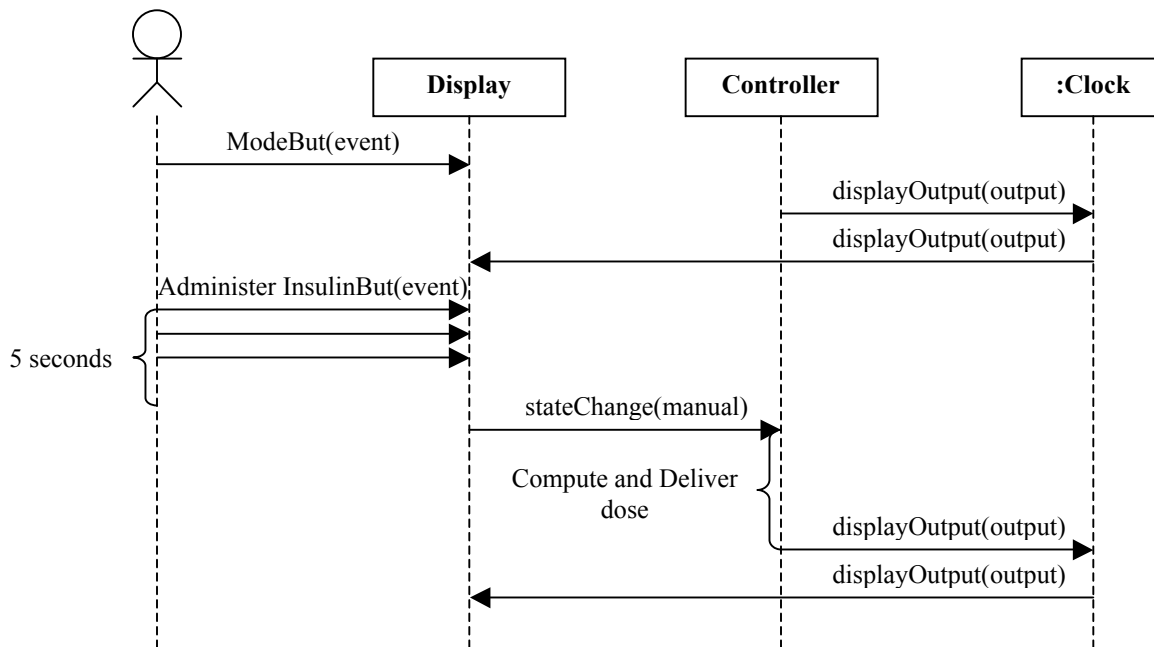 Display
Controller
:Clock
ModeBut(event)
displayOutput(output)
displayOutput(output)
Administer InsulinBut(event)
5 seconds
stateChange(manual)
Compute and Deliver
dose
displayOutput(output)
displayOutput(output)